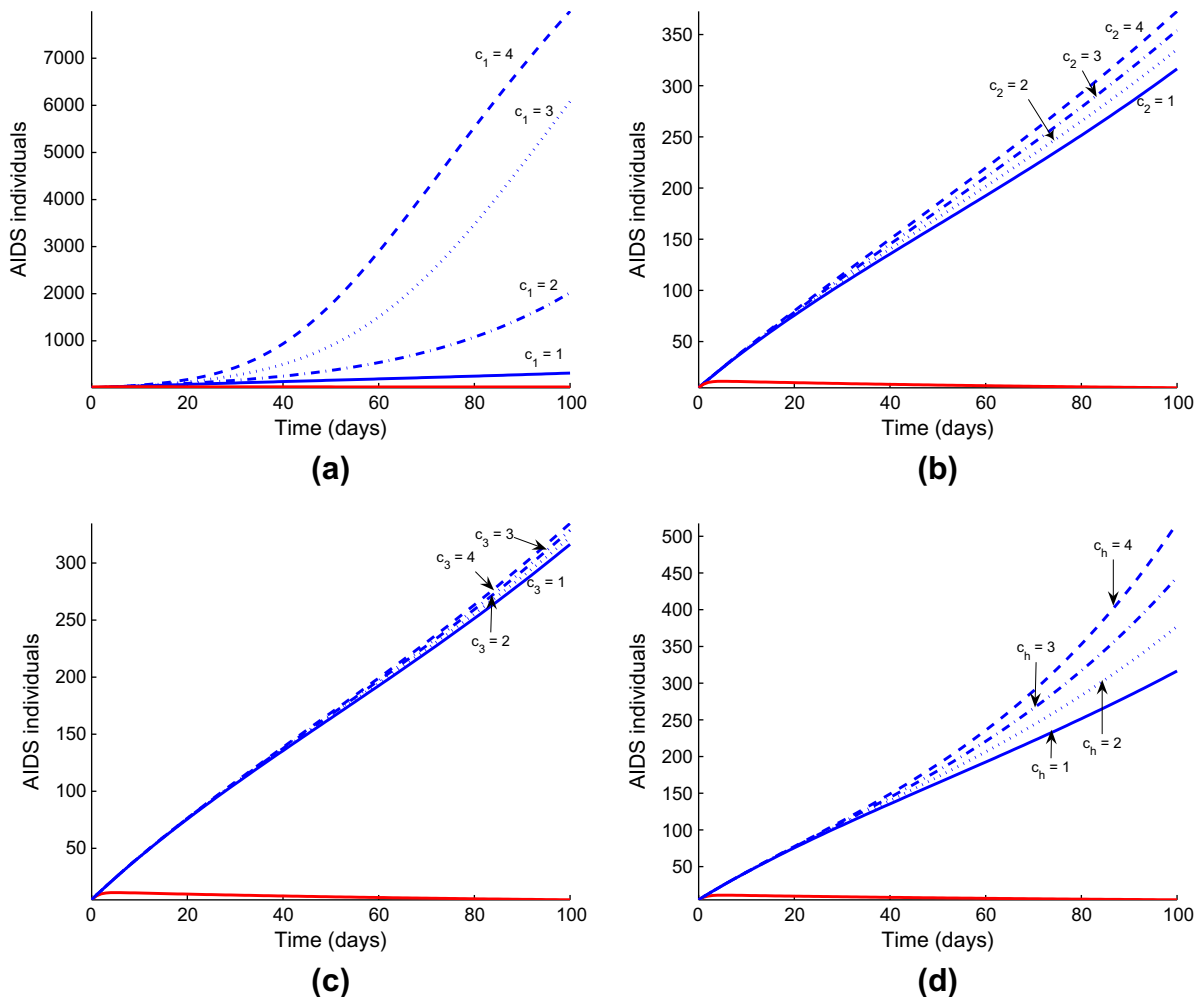 AIDS individuals
7000
6000
5000
4000
3000
2000
1000
c1 = 4
c1 = 3
c1 = 2
c1 = 1
0 20 40 60 80 100
Time (days)
(a)
AIDS individuals
350
300
250
200
150
100
50
c2 = 4
c2 = 3
c2 = 2
c2 = 1
0 20 40 60 80 100
Time (days)
(b)
AIDS individuals
300
250
200
150
100
50
c3 = 3
c3 = 4
c3 = 1
c3 = 2
0 20 40 60 80 100
Time (days)
(c)
AIDS individuals
500
450
400
350
300
250
200
150
100
50
ch = 4
ch = 3
ch = 2
ch = 1
0 20 40 60 80 100
Time (days)
(d)